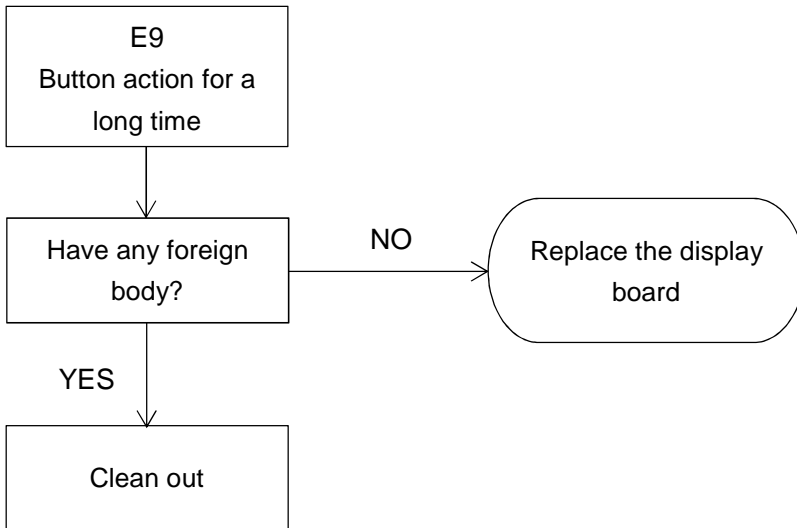 E9
Button action for a
long time
Have any foreign
body?
NO
Replace the display
board
YES
Clean out